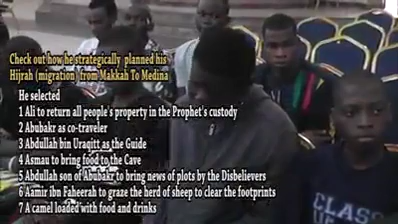 Check out how he strategically planned his
Hijrah (migration) from Makkah To Medina
He selected
1 Ali to return all people's property in the Prophet's custody
2 Abubakr as co-traveler
3 Abdullah bin Uraqitt as the Guide
4 Asmau to bring food to the Cave
5 Abdullah son of Abubakr to bring news of plots by the Disbelievers
6 Aamir ibn Faheerah to graze the herd of sheep to clear the footprints
7 A camel loaded with food and drinks
CLASS